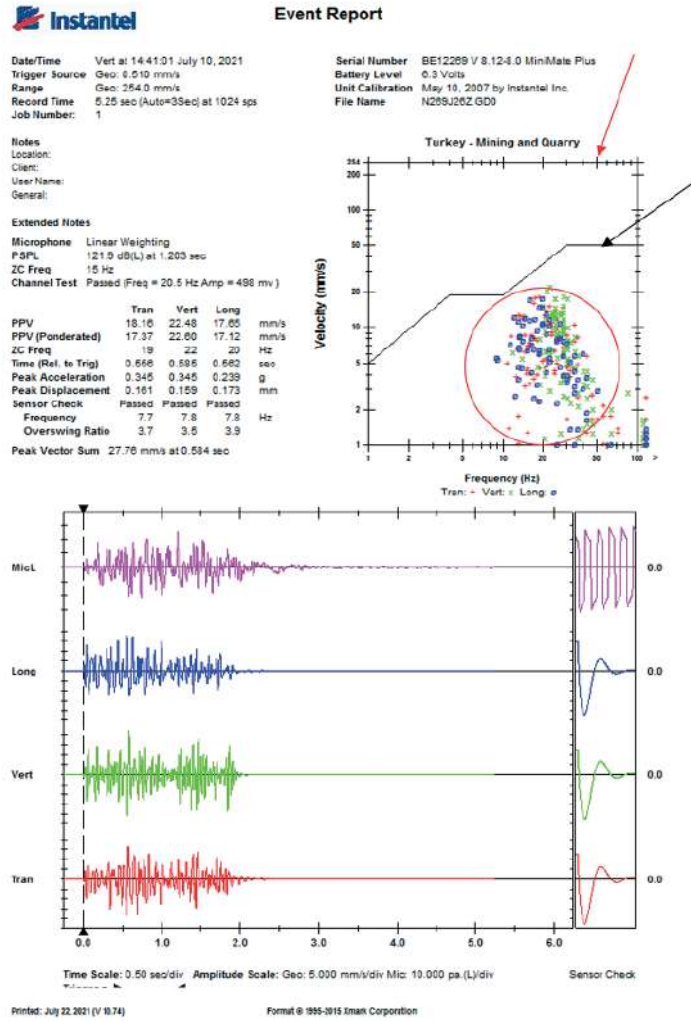 Instantel
Event Report
Date/Time Vert at 14:41:01 July 10, 2021
Trigger Source Geo: 0.510 mm/s
Range Geo: 254.0 mm/s
Record Time 5.25 sec (Auto=3Sec) at 1024 sps
Job Number: 1
Serial Number BE12289 V 8.12-8.0 MiniMate Plus
Battery Level 6.3 Volts
Unit Calibration May 10, 2007 by Instantel Inc.
File Name N289J28Z.GD0
Notes
Location:
Client:
User Name:
General:
Extended Notes
Microphone Linear Weighting
PSPL 121.9 dB(L) at 1.203 sec
ZC Freq 15 Hz
Channel Test Passed (Freq = 20.5 Hz Amp = 498 mv)
Tran Vert Long
PPV 18.16 22.48 17.65 mm/s
PPV (Ponderated) 17.37 22.60 17.12 mm/s
ZC Freq 19 22 20 Hz
Time (Rel. to Trig) 0.566 0.585 0.562 sec
Peak Acceleration 0.345 0.345 0.239 g
Peak Displacement 0.161 0.159 0.173 mm
Sensor Check Passed Passed Passed
Frequency 7.7 7.8 7.8 Hz
Overswing Ratio 3.7 3.5 3.9
Peak Vector Sum 27.76 mm/s at 0.584 sec
Turkey - Mining and Quarry
254
200
100
50
20
10
5
2
1
Velocity (mm/s)
1 2 5 10 20 50 100 >
Frequency (Hz)
Tran: + Vert: x Long: ø
MicL 0.0
Long 0.0
Vert 0.0
Tran 0.0
0.0 1.0 2.0 3.0 4.0 5.0 6.0
Time Scale: 0.50 sec/div Amplitude Scale: Geo: 5.000 mm/s/div Mic: 10.000 pa.(L)/div
Sensor Check
Printed: July 22, 2021 (V 10.74)
Format © 1995-2015 Xmark Corporation